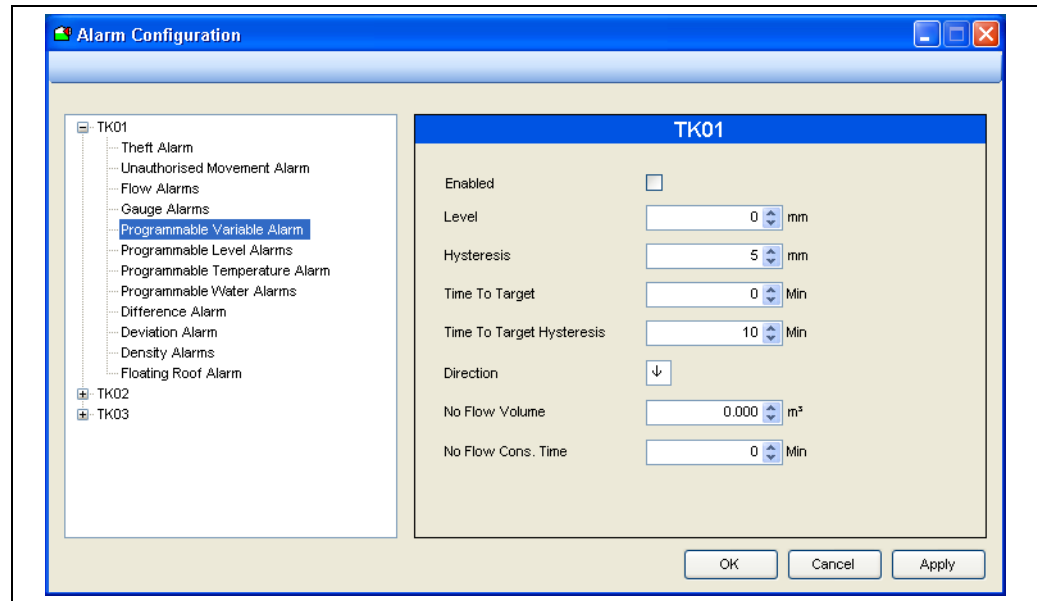 Alarm Configuration
TK01
Theft Alarm
Unauthorised Movement Alarm
Flow Alarms
Gauge Alarms
Programmable Variable Alarm
Programmable Level Alarms
Programmable Temperature Alarm
Programmable Water Alarms
Difference Alarm
Deviation Alarm
Density Alarms
Floating Roof Alarm
TK02
TK03
TK01
Enabled
Level 0 mm
Hysteresis 5 mm
Time To Target 0 Min
Time To Target Hysteresis 10 Min
Direction
No Flow Volume 0.000 m³
No Flow Cons. Time 0 Min
OK Cancel Apply